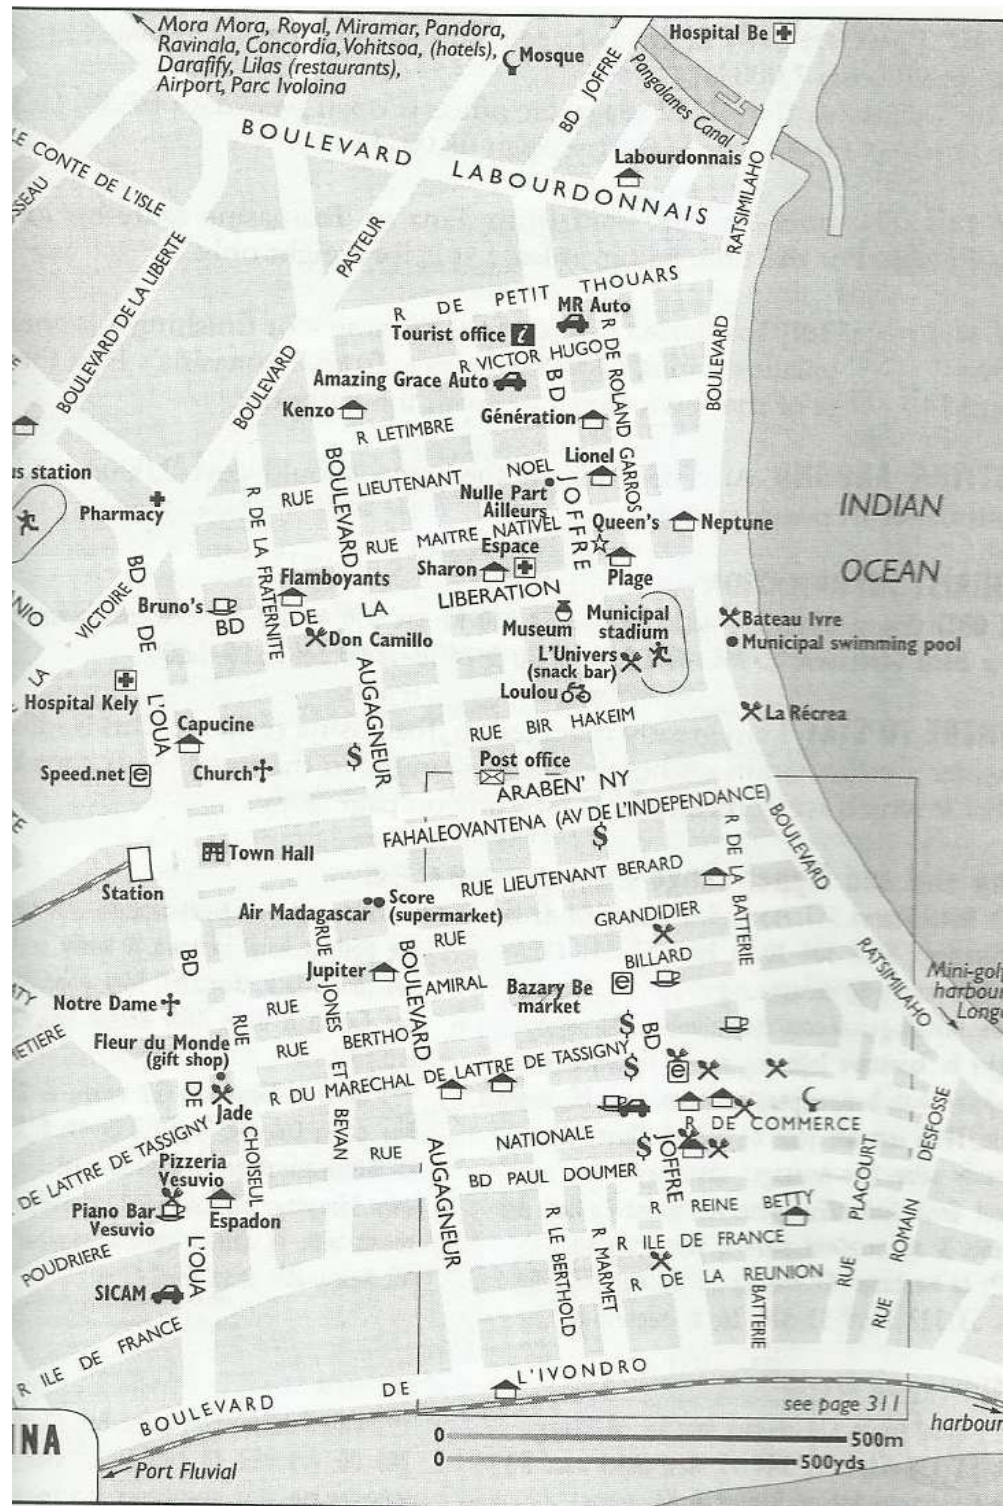 Mora Mora, Royal, Miramar, Pandora,
Ravinala, Concordia, Vohitsoa, (hotels),
Darafify, Lilas (restaurants),
Airport, Parc Ivoloina
Mosque
BD JOFFRE
Hospital Be
Pangalanes Canal
BOULEVARD LABOURDONNAIS
Labourdonnais
LE CONTE DE L'ISLE
SSEAU
BOULEVARD DE LA LIBERTE
BOULEVARD PASTEUR
BOULEVARD RATSIMILAHO
R DE PETIT THOUARS
MR Auto
Tourist office
R VICTOR HUGO
R DE ROLAND GARROS
BD JOFFRE
Amazing Grace Auto
Kenzo
Génération
R LETIMBRE
Lionel
us station
RUE LIEUTENANT NOEL
Nulle Part
Ailleurs
Pharmacy
INDIAN
OCEAN
RUE MAITRE NATIVEL
Queen's
Neptune
Espace
Sharon
Plage
R DE LA FRATERNITE
BOULEVARD AUGAGNEUR
Flamboyants
BD DE LA LIBERATION
NIO
VICTOIRE
BD DE L'OUA
Bruno's
Don Camillo
Museum
Municipal
stadium
Bateau Ivre
Municipal swimming pool
L'Univers
(snack bar)
LA
Hospital Kely
Loulou
La Récrea
Capucine
RUE BIR HAKEIM
$
Speed.net
Church
Post office
ARABEN' NY
FAHALEOVANTENA (AV DE L'INDEPENDANCE)
$
BOULEVARD RATSIMILAHO
Town Hall
Station
RUE LIEUTENANT BERARD
R DE LA BATTERIE
Air Madagascar
Score
(supermarket)
RUE GRANDIDIER
RUE AMIRAL BILLARD
BD
Jupiter
BOULEVARD
Bazary Be
market
Mini-gol
harbou
Long
Notre Dame
RUE JONES ET BEVAN
$
BD
Fleur du Monde
(gift shop)
RUE CHOISEUL
RUE
RUE BERTHO
METIERE
R DU MARECHAL DE LATTRE DE TASSIGNY
$
DE
Jade
R DE COMMERCE
DE LATTRE DE TASSIGNY
RUE NATIONALE
$
JOFFRE
Pizzeria
Vesuvio
BD PAUL DOUMER
AUGAGNEUR
Piano Bar
Vesuvio
Espadon
R REINE BETTY
RUE PLACOURT
RUE ROMAIN DESFOSSE
POUDRIERE
L'OUA
R ILE DE FRANCE
R LE BERTHOLD
R MARMET
R DE LA REUNION
BATTERIE
SICAM
R ILE DE FRANCE
BOULEVARD DE L'IVONDRO
see page 311
harbour
INA
0 500m
0 500yds
Port Fluvial